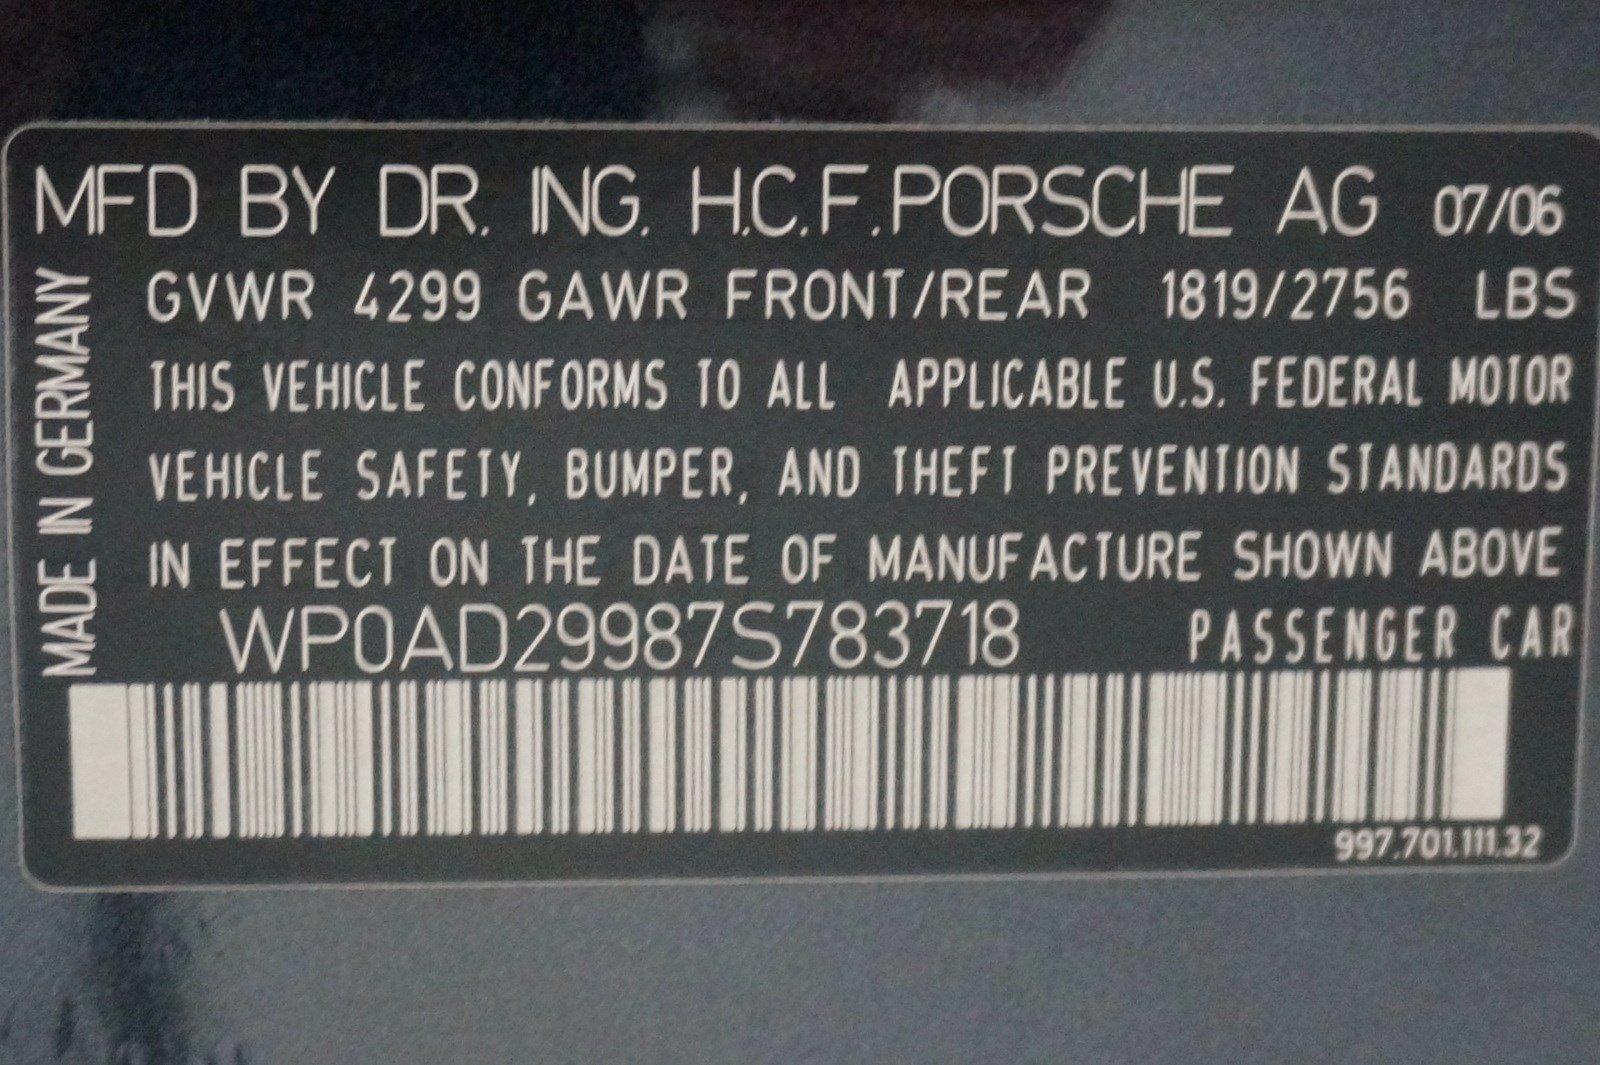 MFD BY DR. ING. H.C.F.PORSCHE AG 07/06
GVWR 4299 GAWR FRONT/REAR 1819/2756 LBS
THIS VEHICLE CONFORMS TO ALL APPLICABLE U.S. FEDERAL MOTOR
VEHICLE SAFETY, BUMPER, AND THEFT PREVENTION STANDARDS
IN EFFECT ON THE DATE OF MANUFACTURE SHOWN ABOVE
WP0AD29987S783718 PASSENGER CAR
997.701.111.32
MADE IN GERMANY